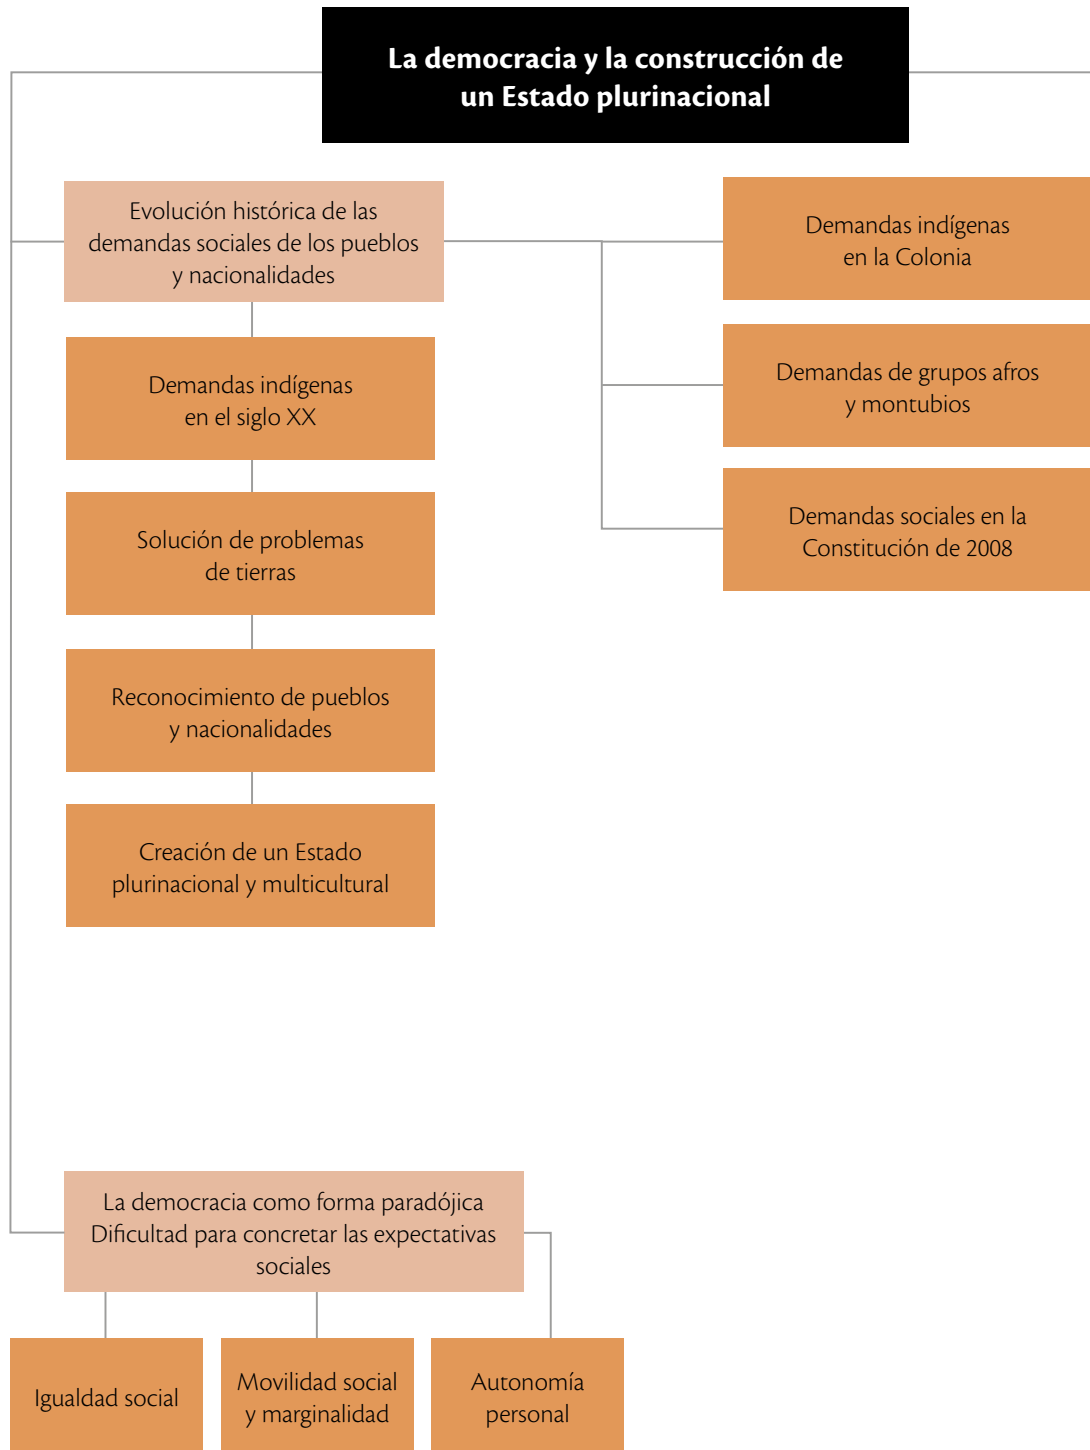 La democracia y la construcción de
un Estado plurinacional
Evolución histórica de las
demandas sociales de los pueblos
y nacionalidades
Demandas indígenas
en el siglo XX
Solución de problemas
de tierras
Reconocimiento de pueblos
y nacionalidades
Creación de un Estado
plurinacional y multicultural
Demandas indígenas
en la Colonia
Demandas de grupos afros
y montubios
Demandas sociales en la
Constitución de 2008
La democracia como forma paradójica
Dificultad para concretar las expectativas
sociales
Igualdad social
Movilidad social
y marginalidad
Autonomía
personal